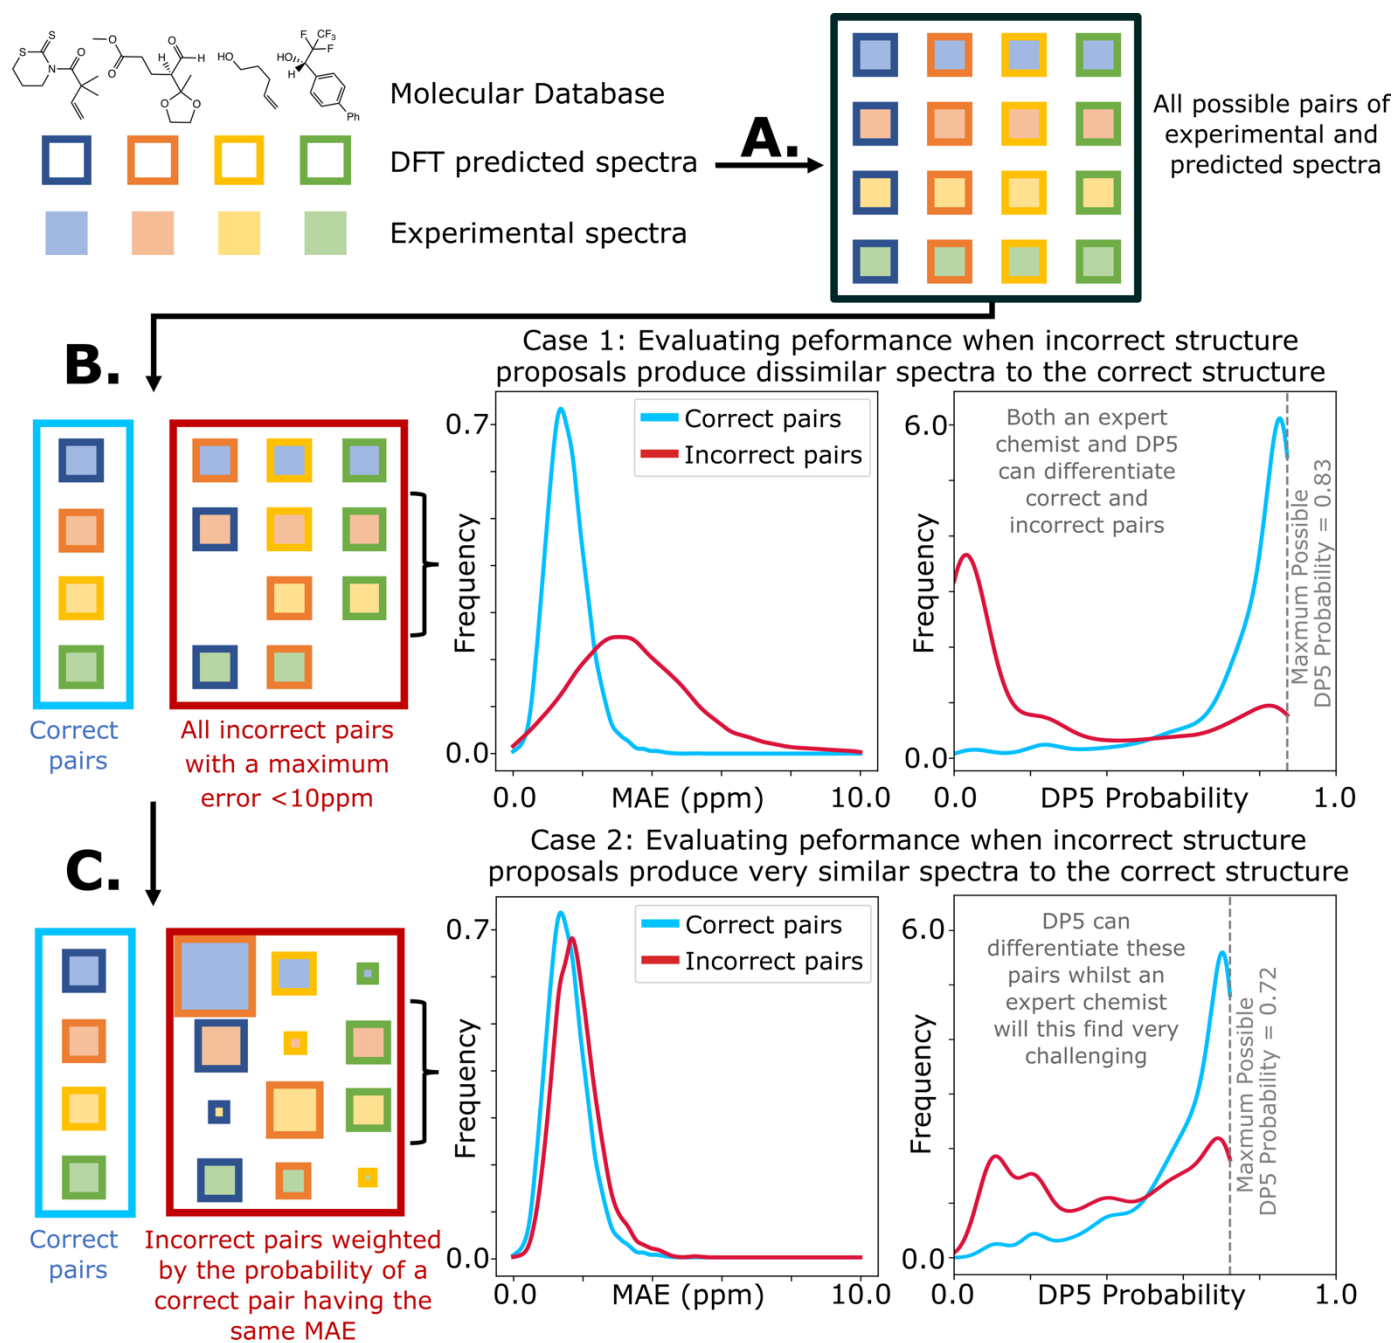 S
S
N
O
O
O
O
H
H
O
O
HO
F
CF₃
F
F
HO
H
Ph
Molecular Database
DFT predicted spectra
Experimental spectra
A.
All possible pairs of
experimental and
predicted spectra
B.
Correct
pairs
All incorrect pairs
with a maximum
error <10ppm
Case 1: Evaluating peformance when incorrect structure
proposals produce dissimilar spectra to the correct structure
0.7
Frequency
0.0
Correct pairs
Incorrect pairs
0.0
MAE (ppm)
10.0
6.0
Frequency
0.0
Both an expert
chemist and DP5
can differentiate
correct and
incorrect pairs
Maxmum Possible
DP5 Probability = 0.83
0.0
DP5 Probability
1.0
C.
Correct
pairs
Incorrect pairs weighted
by the probability of a
correct pair having the
same MAE
Case 2: Evaluating peformance when incorrect structure
proposals produce very similar spectra to the correct structure
0.7
Frequency
0.0
Correct pairs
Incorrect pairs
0.0
MAE (ppm)
10.0
6.0
Frequency
0.0
DP5 can
differentiate these
pairs whilst an
expert chemist
will this find very
challenging
Maxmum Possible
DP5 Probability = 0.72
0.0
DP5 Probability
1.0